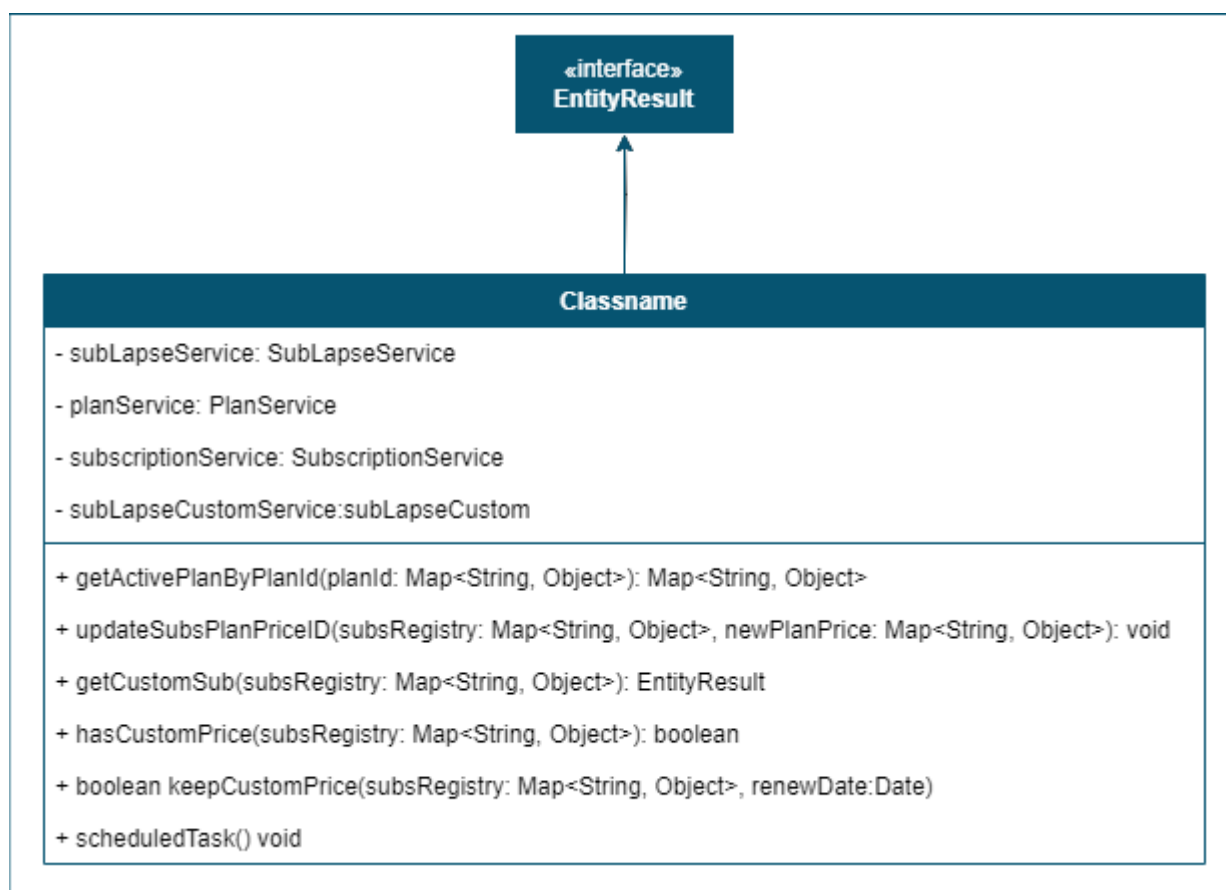 «interface»
EntityResult
Classname
- subLapseService: SubLapseService
- planService: PlanService
- subscriptionService: SubscriptionService
- subLapseCustomService:subLapseCustom
+ getActivePlanByPlanId(planId: Map<String, Object>): Map<String, Object>
+ updateSubsPlanPriceID(subsRegistry: Map<String, Object>, newPlanPrice: Map<String, Object>): void
+ getCustomSub(subsRegistry: Map<String, Object>): EntityResult
+ hasCustomPrice(subsRegistry: Map<String, Object>): boolean
+ boolean keepCustomPrice(subsRegistry: Map<String, Object>, renewDate:Date)
+ scheduledTask() void